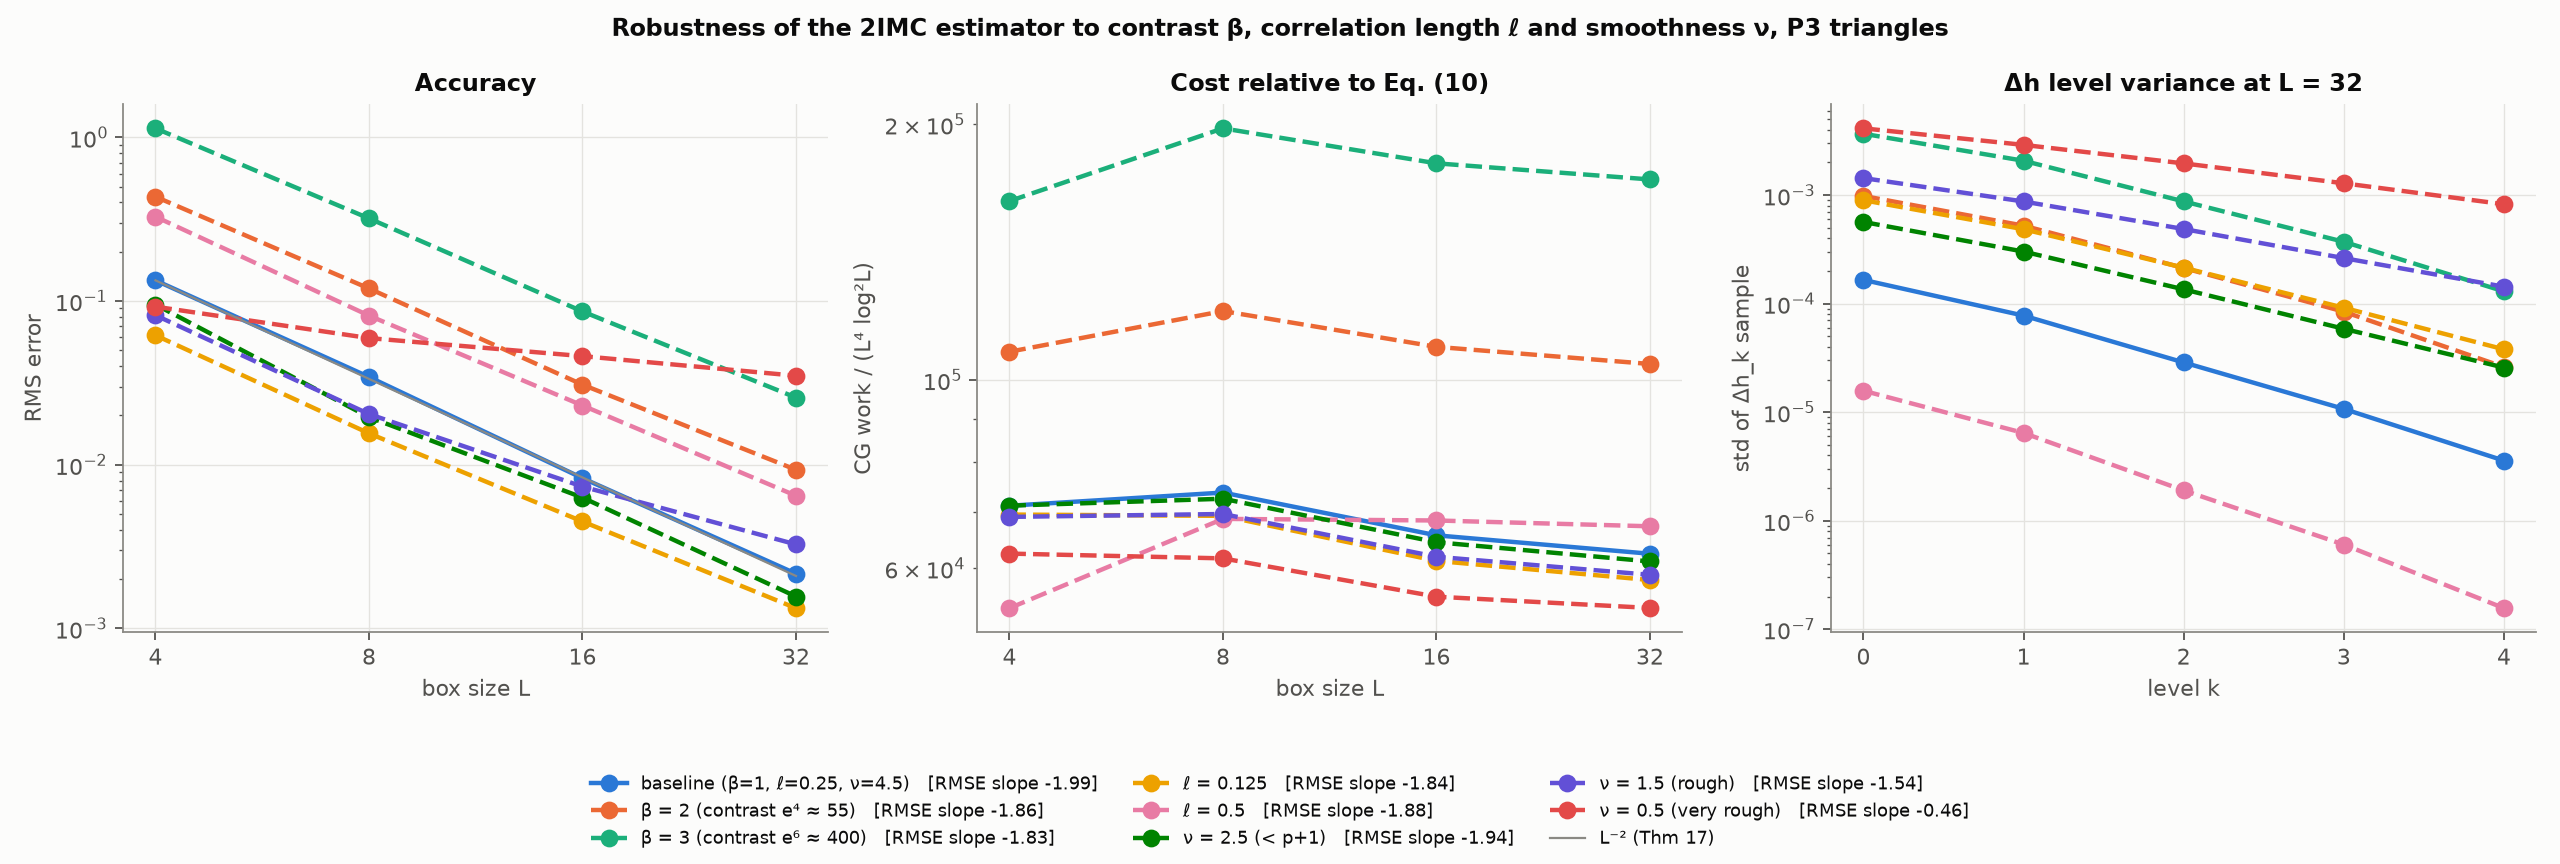 Robustness of the 2IMC estimator to contrast β, correlation length ℓ and smoothness ν, P3 triangles
Accuracy
RMS error
10⁰
10⁻¹
10⁻²
10⁻³
4 8 16 32
box size L
Cost relative to Eq. (10)
CG work / (L⁴ log²L)
2 × 10⁵
10⁵
6 × 10⁴
4 8 16 32
box size L
Δh level variance at L = 32
std of Δh_k sample
10⁻³
10⁻⁴
10⁻⁵
10⁻⁶
10⁻⁷
0 1 2 3 4
level k
baseline (β=1, ℓ=0.25, ν=4.5) [RMSE slope -1.99]
β = 2 (contrast e⁴ ≈ 55) [RMSE slope -1.86]
β = 3 (contrast e⁶ ≈ 400) [RMSE slope -1.83]
ℓ = 0.125 [RMSE slope -1.84]
ℓ = 0.5 [RMSE slope -1.88]
ν = 2.5 (< p+1) [RMSE slope -1.94]
ν = 1.5 (rough) [RMSE slope -1.54]
ν = 0.5 (very rough) [RMSE slope -0.46]
L⁻² (Thm 17)